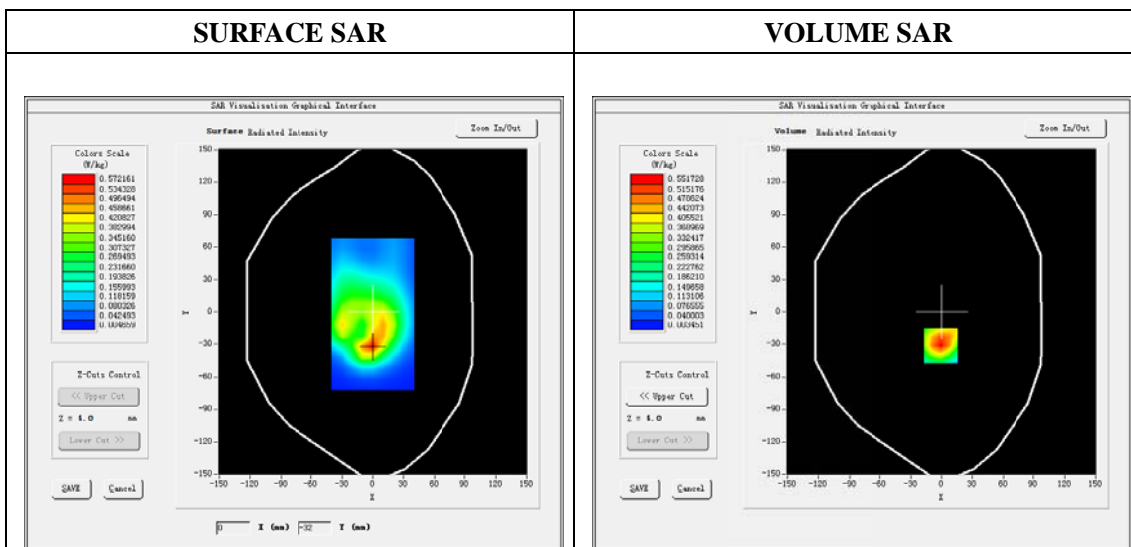 SURFACE SAR
VOLUME SAR
SAR Visualisation Graphical Interface
Surface Radiated Intensity
Zoom In/Out
Colors Scale
(W/kg)
0.572161
0.534328
0.496494
0.458661
0.420827
0.382994
0.345160
0.307327
0.269493
0.231660
0.193826
0.155993
0.118159
0.080326
0.042493
0.004659
150
120
90
60
30
0
-30
-60
-90
-120
-150
Y
-150 -120 -90 -60 -30 0 30 60 90 120 150
X
Z-Cuts Control
<< Upper Cut
Z = 4.0 mm
Lower Cut >>
SAVE Cancel
0 X (mm) -32 Y (mm)
SAR Visualisation Graphical Interface
Volume Radiated Intensity
Zoom In/Out
Colors Scale
(W/kg)
0.551728
0.515176
0.478624
0.442073
0.405521
0.368969
0.332417
0.295865
0.259314
0.222762
0.186210
0.149658
0.113106
0.076555
0.040003
0.003451
150
120
90
60
30
0
-30
-60
-90
-120
-150
Y
-150 -120 -90 -60 -30 0 30 60 90 120 150
X
Z-Cuts Control
<< Upper Cut
Z = 4.0 mm
Lower Cut >>
SAVE Cancel